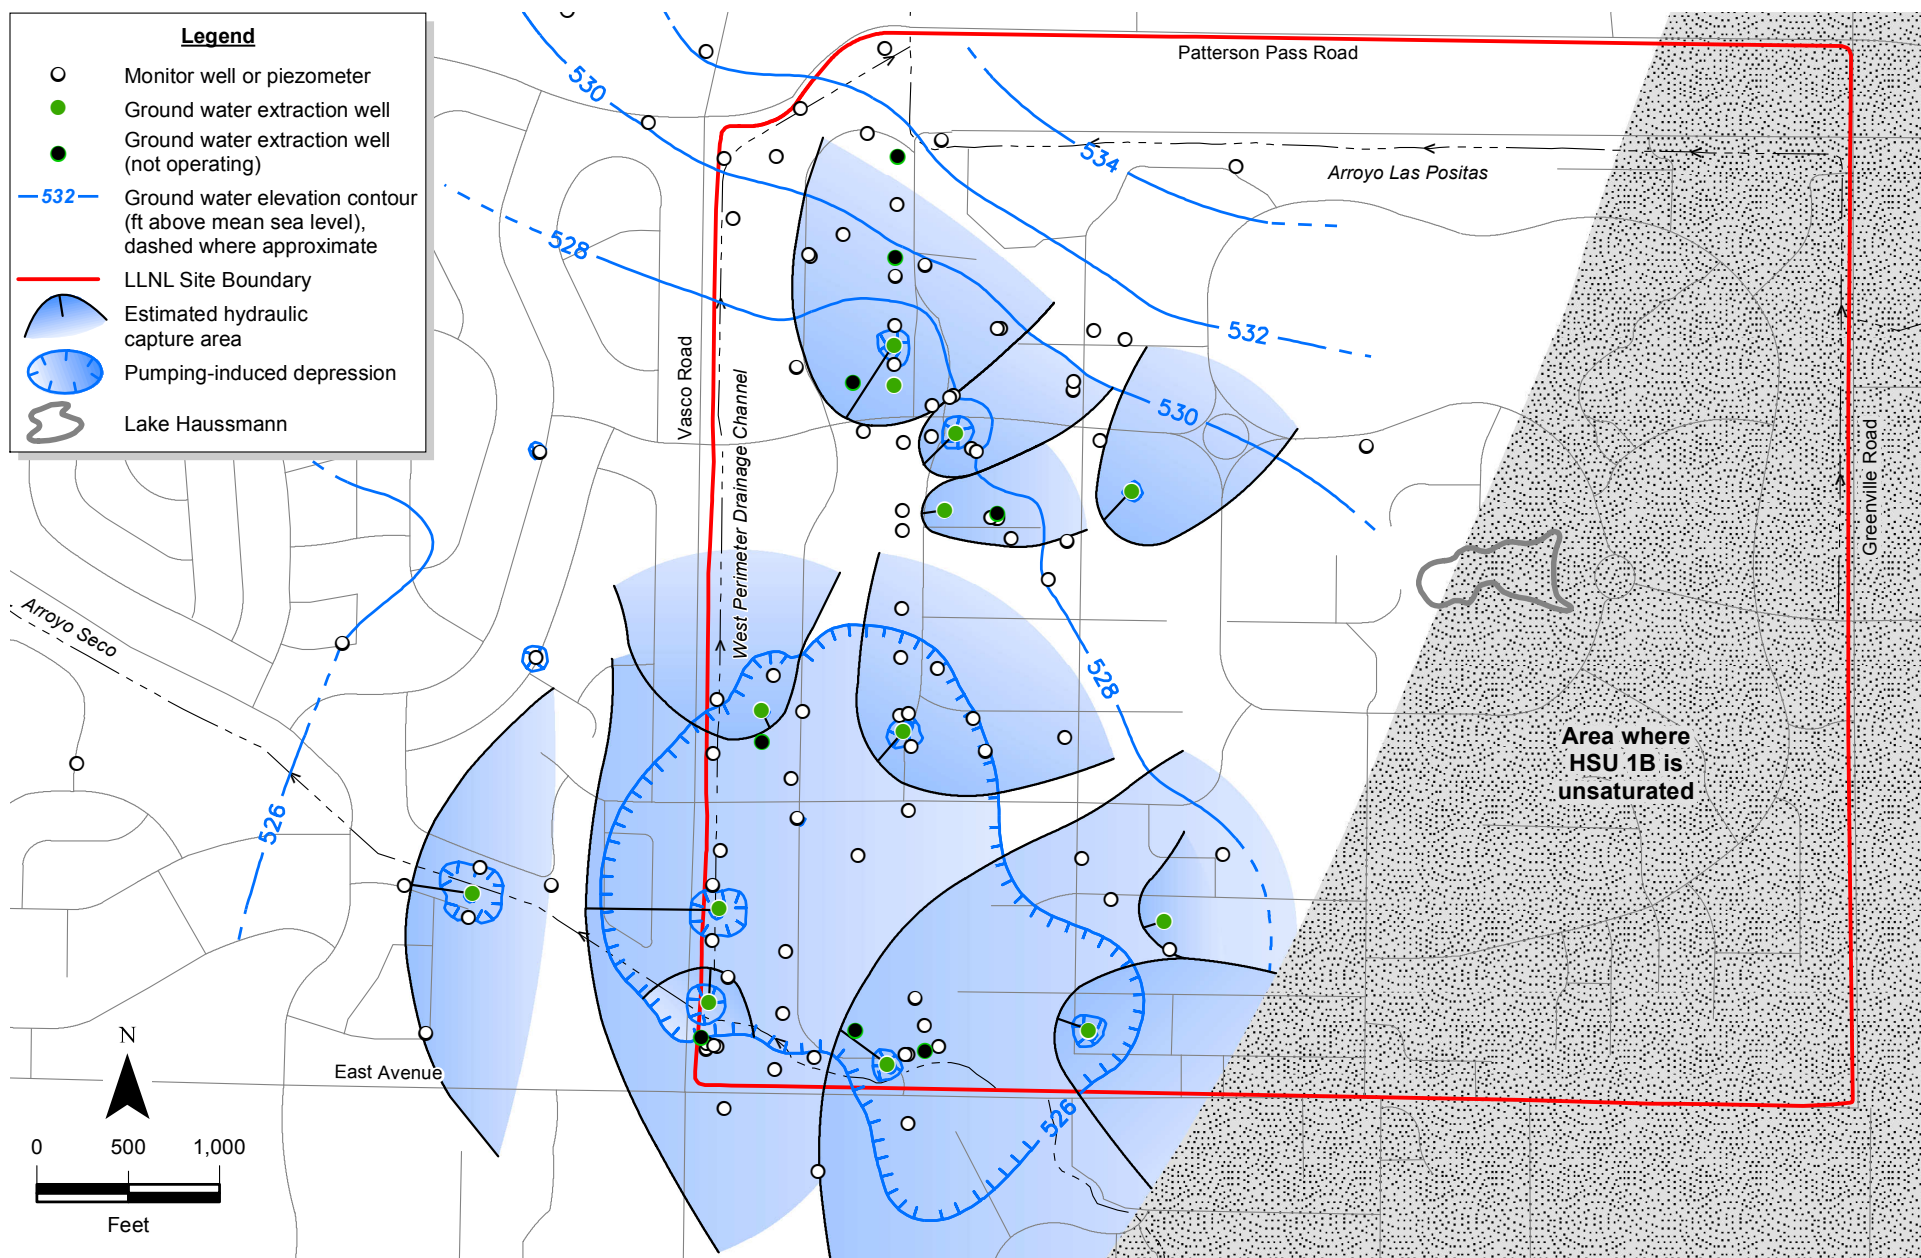 Legend
Monitor well or piezometer
Ground water extraction well
Ground water extraction well
(not operating)
532
Ground water elevation contour
(ft above mean sea level),
dashed where approximate
LLNL Site Boundary
Estimated hydraulic
capture area
Pumping-induced depression
Lake Haussmann
Patterson Pass Road
530
534
Arroyo Las Positas
528
532
Vasco Road
West Perimeter Drainage Channel
530
Greenville Road
Arroyo Seco
528
Area where
HSU 1B is
unsaturated
526
N
East Avenue
526
0 500 1,000
Feet